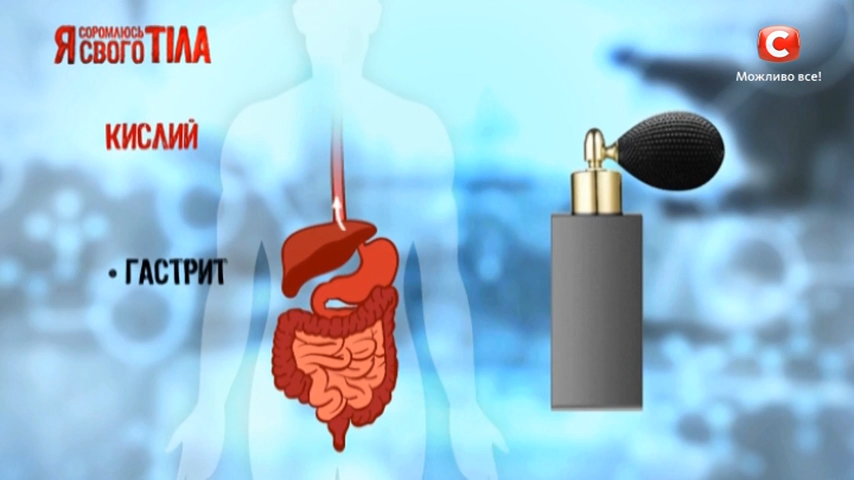 Я СОРОМЛЮСЬ СВОГО ТІЛА
С
Можливо все!
КИСЛИЙ
• ГАСТРИТ